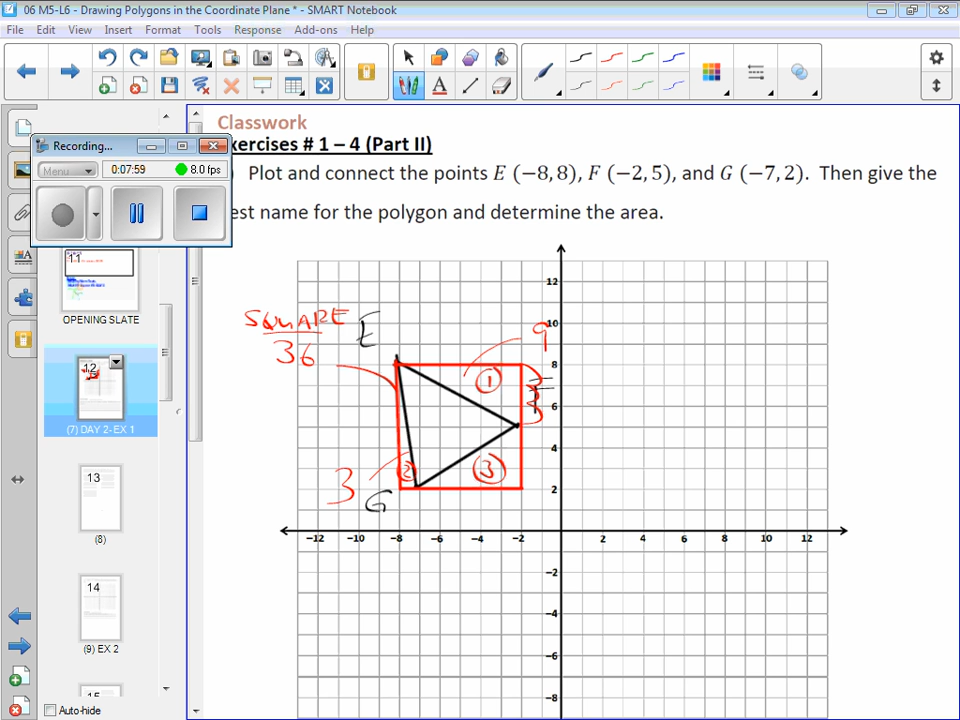 06 M5-L6 - Drawing Polygons in the Coordinate Plane * - SMART Notebook
File Edit View Insert Format Tools Response Add-ons Help
Recording...
Menu 0:07:59 8.0 fps
Classwork
xercises # 1 – 4 (Part II)
) Plot and connect the points E (−8, 8), F (−2, 5), and G (−7, 2). Then give the
est name for the polygon and determine the area.
11
OPENING SLATE
12
(7) DAY 2- EX 1
13
(8)
14
(9) EX 2
15
Auto-hide
SQUARE
36
E
9
1
2
3
3
G
12
10
8
6
4
2
−12 −10 −8 −6 −4 −2 2 4 6 8 10 12
−2
−4
−6
−8